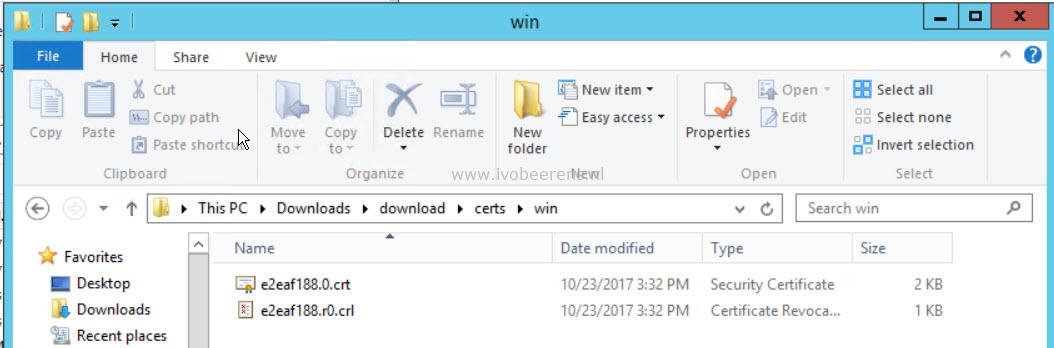 win
File Home Share View
Copy Paste Cut Copy path Paste shortcu Clipboard
Move to Copy to Delete Rename Organize
New folder New item Easy access New
Properties Open Edit Open
Select all Select none Invert selection Select
www.ivobeerens.nl
This PC Downloads download certs win
Search win
Favorites
Desktop
Downloads
Recent places
Name Date modified Type Size
e2eaf188.0.crt 10/23/2017 3:32 PM Security Certificate 2 KB
e2eaf188.r0.crl 10/23/2017 3:32 PM Certificate Revoca... 1 KB